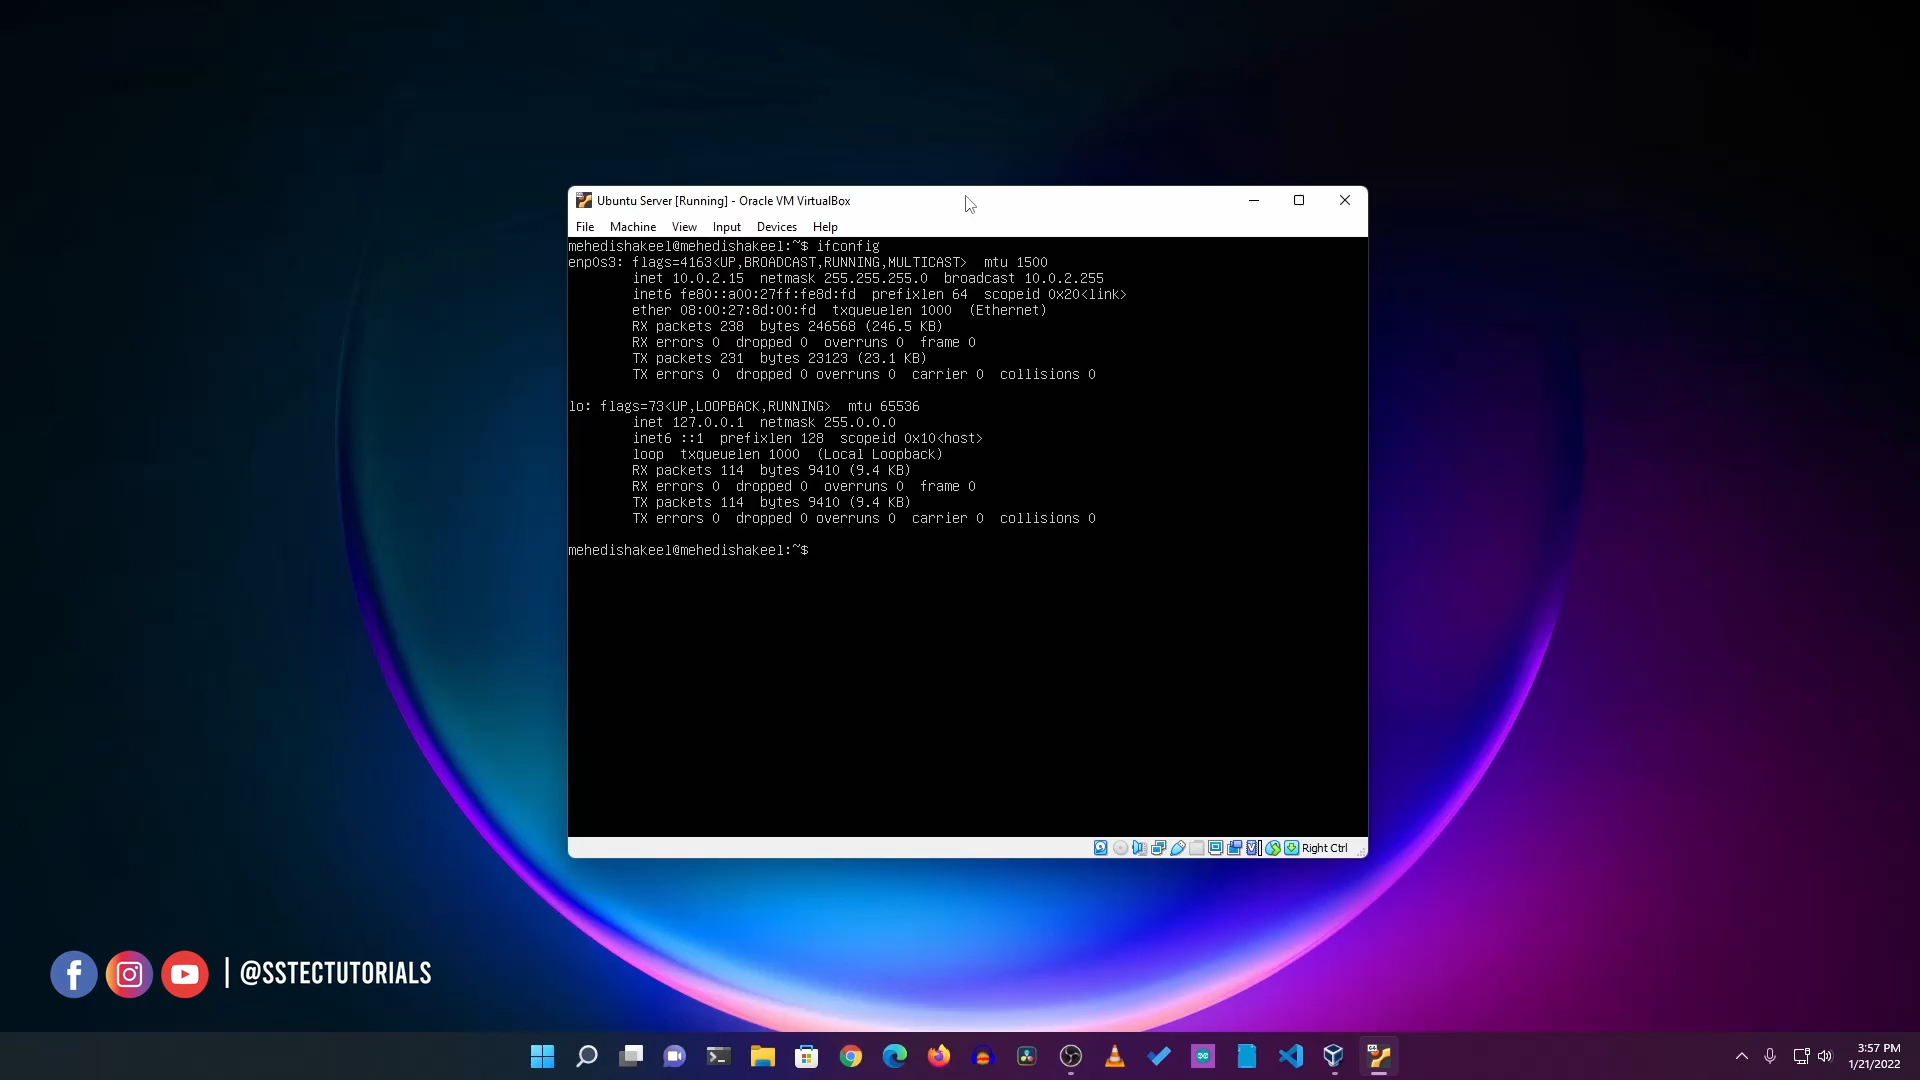 Ubuntu Server [Running] - Oracle VM VirtualBox
File Machine View Input Devices Help
mehedishakeel@mehedishakeel:~$ ifconfig
enp0s3: flags=4163<UP,BROADCAST,RUNNING,MULTICAST>  mtu 1500
inet 10.0.2.15  netmask 255.255.255.0  broadcast 10.0.2.255
inet6 fe80::a00:27ff:fe8d:fd  prefixlen 64  scopeid 0x20<link>
ether 08:00:27:8d:00:fd  txqueuelen 1000  (Ethernet)
RX packets 238  bytes 246568 (246.5 KB)
RX errors 0  dropped 0  overruns 0  frame 0
TX packets 231  bytes 23123 (23.1 KB)
TX errors 0  dropped 0 overruns 0  carrier 0  collisions 0
lo: flags=73<UP,LOOPBACK,RUNNING>  mtu 65536
inet 127.0.0.1  netmask 255.0.0.0
inet6 ::1  prefixlen 128  scopeid 0x10<host>
loop  txqueuelen 1000  (Local Loopback)
RX packets 114  bytes 9410 (9.4 KB)
RX errors 0  dropped 0  overruns 0  frame 0
TX packets 114  bytes 9410 (9.4 KB)
TX errors 0  dropped 0 overruns 0  carrier 0  collisions 0
mehedishakeel@mehedishakeel:~$
Right Ctrl
| @SSTECTUTORIALS
3:57 PM
1/21/2022